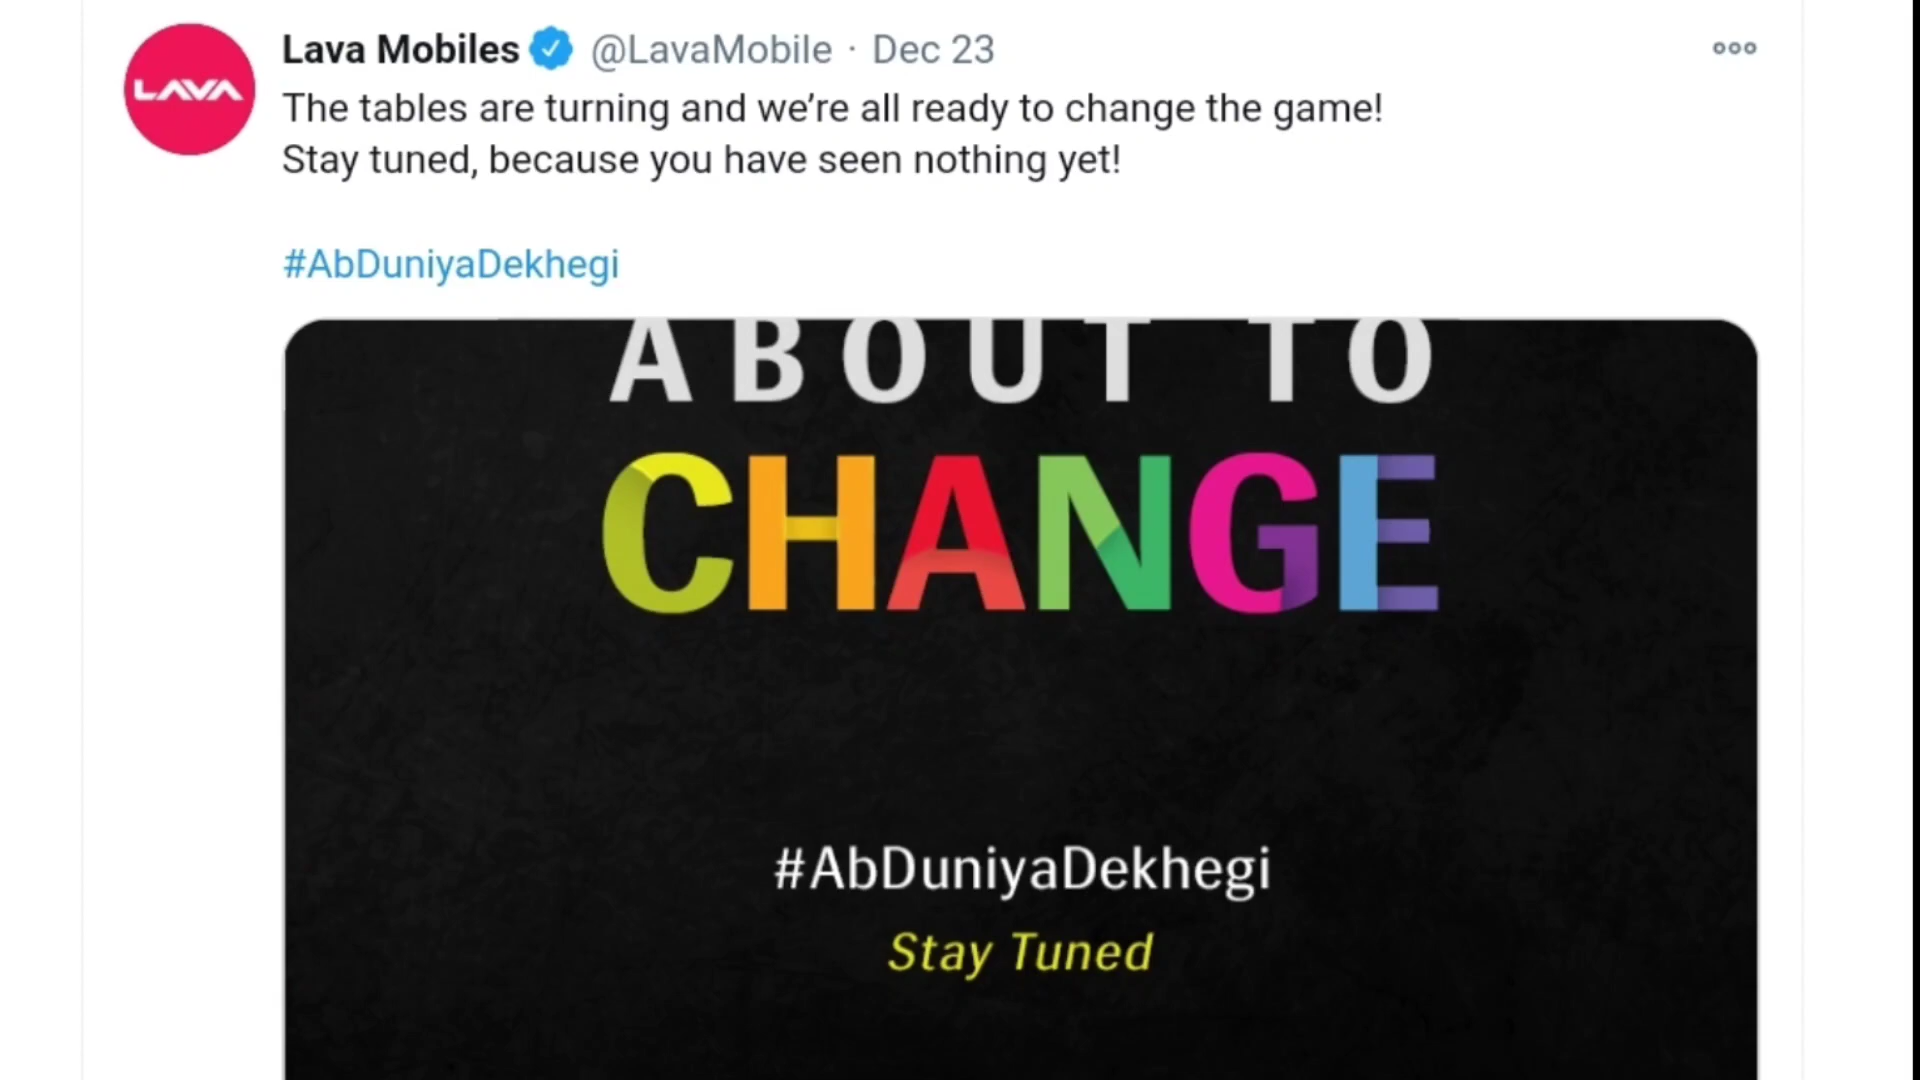 LAVA
Lava Mobiles @LavaMobile · Dec 23
The tables are turning and we’re all ready to change the game!
Stay tuned, because you have seen nothing yet!
#AbDuniyaDekhegi
ABOUT TO
CHANGE
#AbDuniyaDekhegi
Stay Tuned